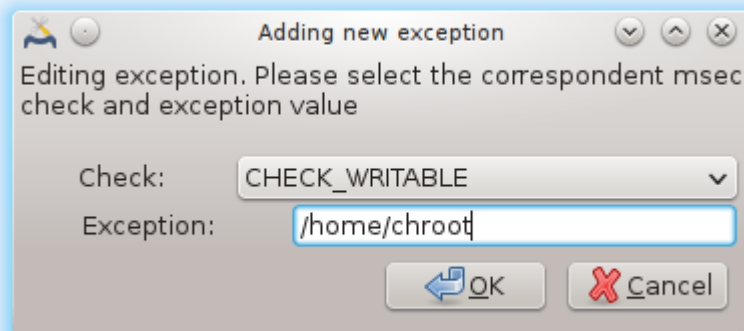 Adding new exception
Editing exception. Please select the correspondent msec
check and exception value
Check: CHECK_WRITABLE
Exception: /home/chroot
OK Cancel